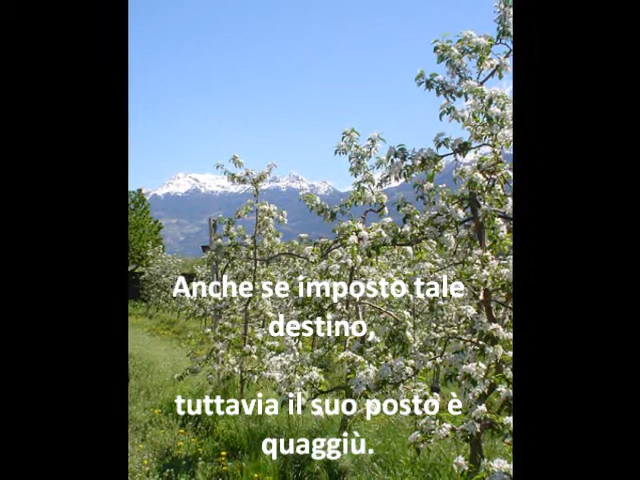 Anche se imposto tale
destino,
tuttavia il suo posto è
quaggiù.